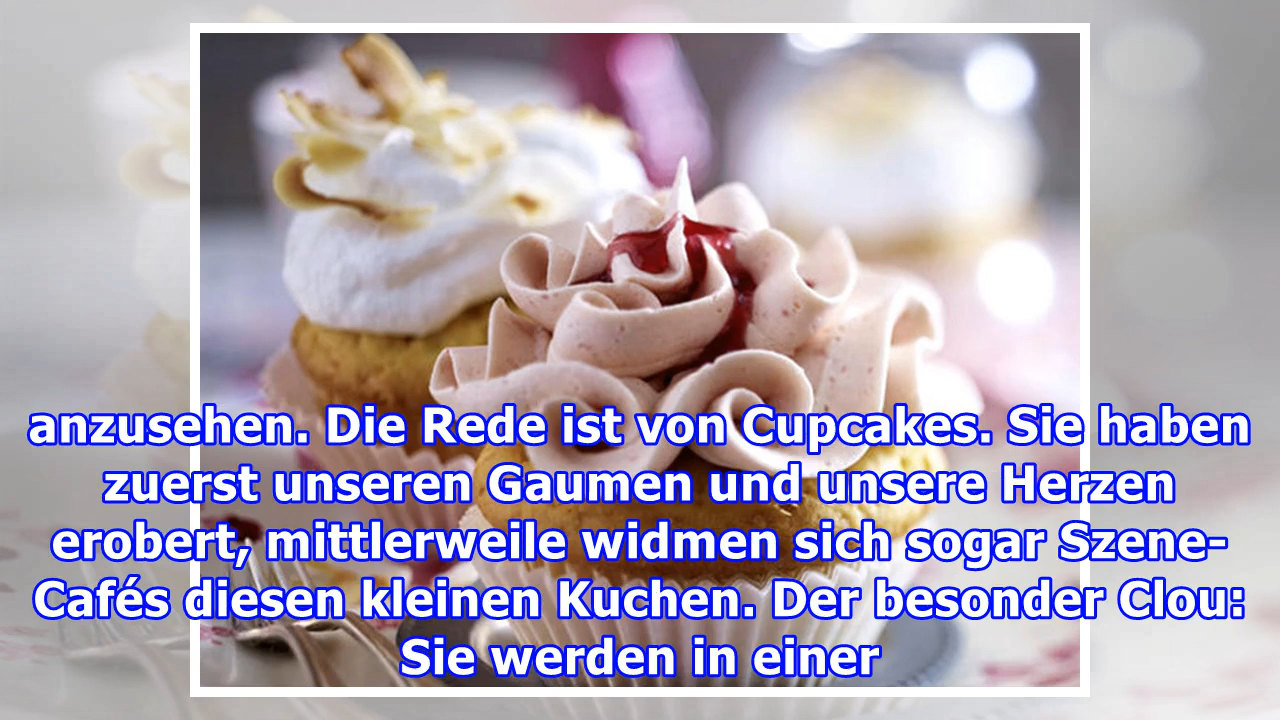 anzusehen. Die Rede ist von Cupcakes. Sie haben
zuerst unseren Gaumen und unsere Herzen
erobert, mittlerweile widmen sich sogar Szene-
Cafés diesen kleinen Kuchen. Der besonder Clou:
Sie werden in einer